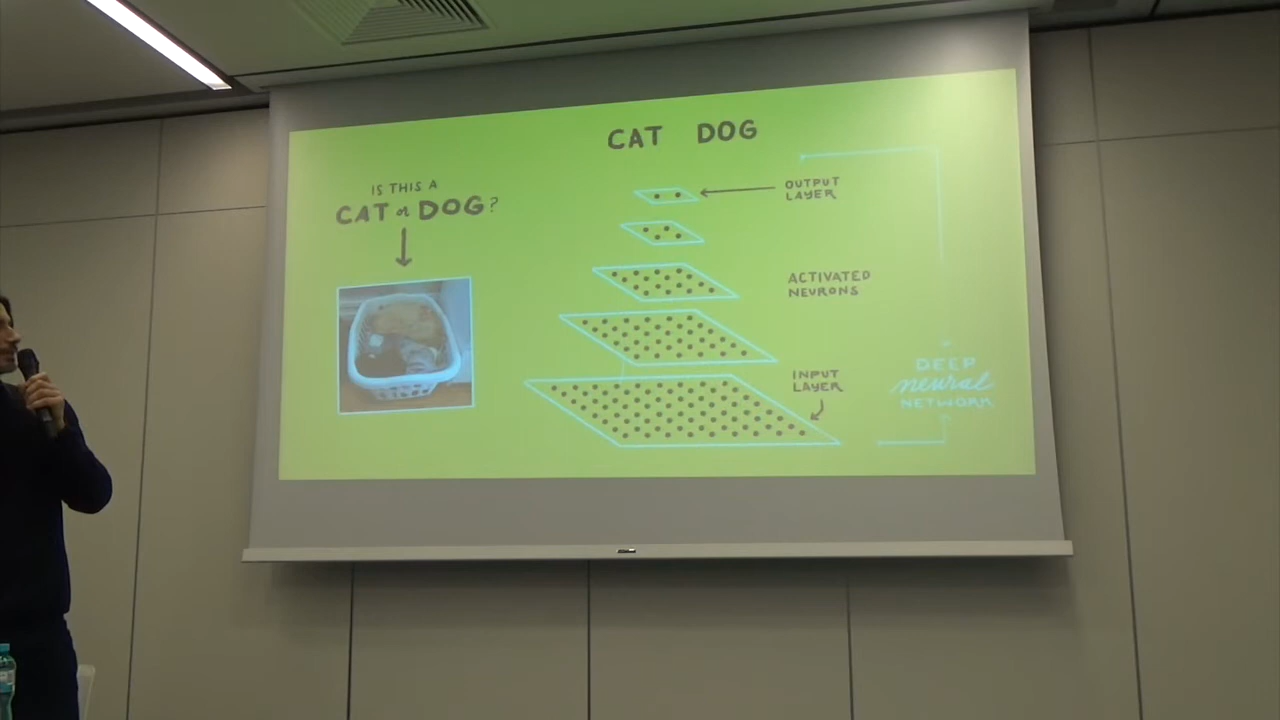 CAT DOG
IS THIS A
CAT or DOG?
OUTPUT
LAYER
ACTIVATED
NEURONS
INPUT
LAYER
DEEP
neural
NETWORK